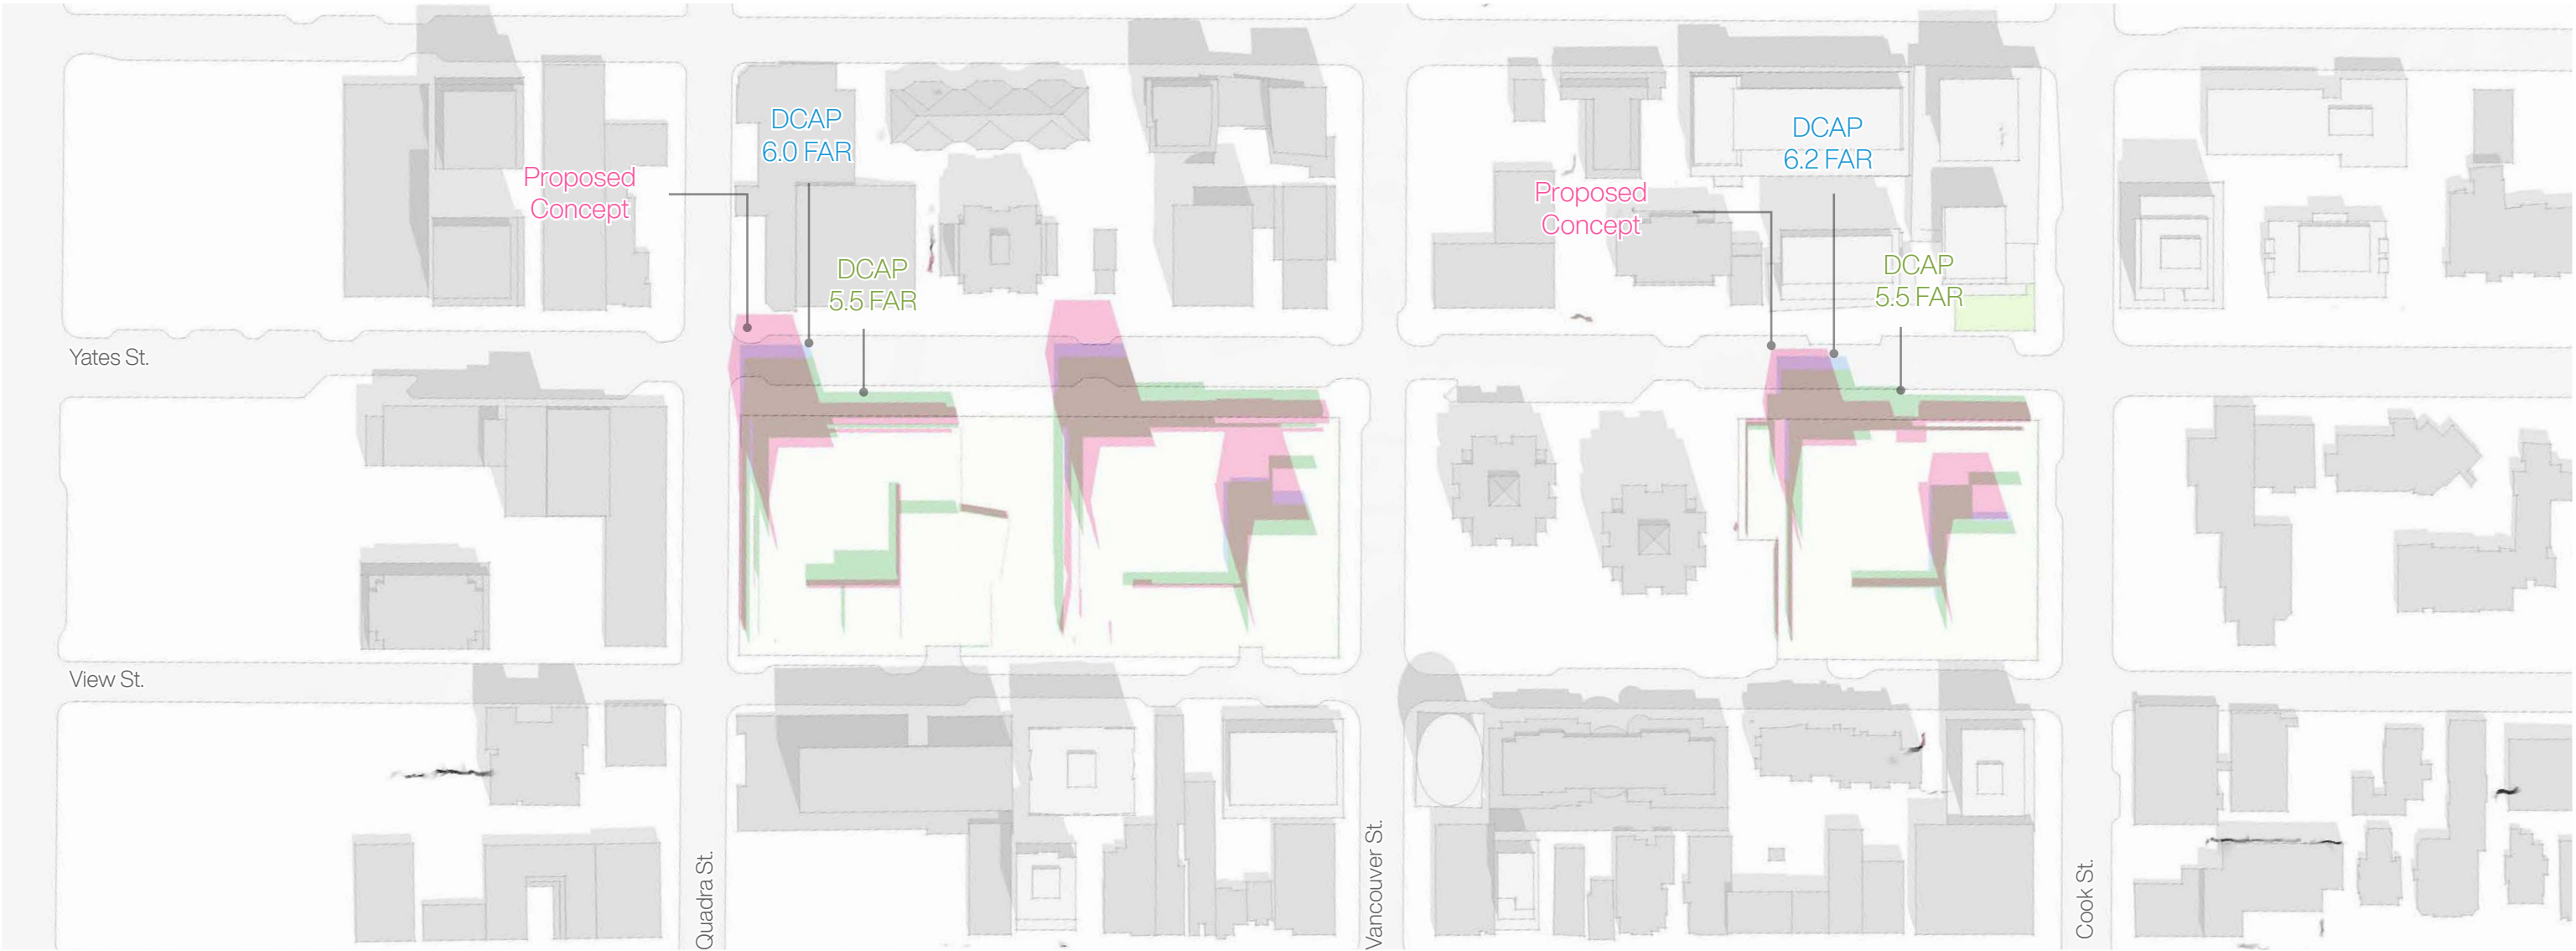 DCAP
6.0 FAR
Proposed
Concept
DCAP
5.5 FAR
DCAP
6.2 FAR
Proposed
Concept
DCAP
5.5 FAR
Yates St.
View St.
Quadra St.
Vancouver St.
Cook St.